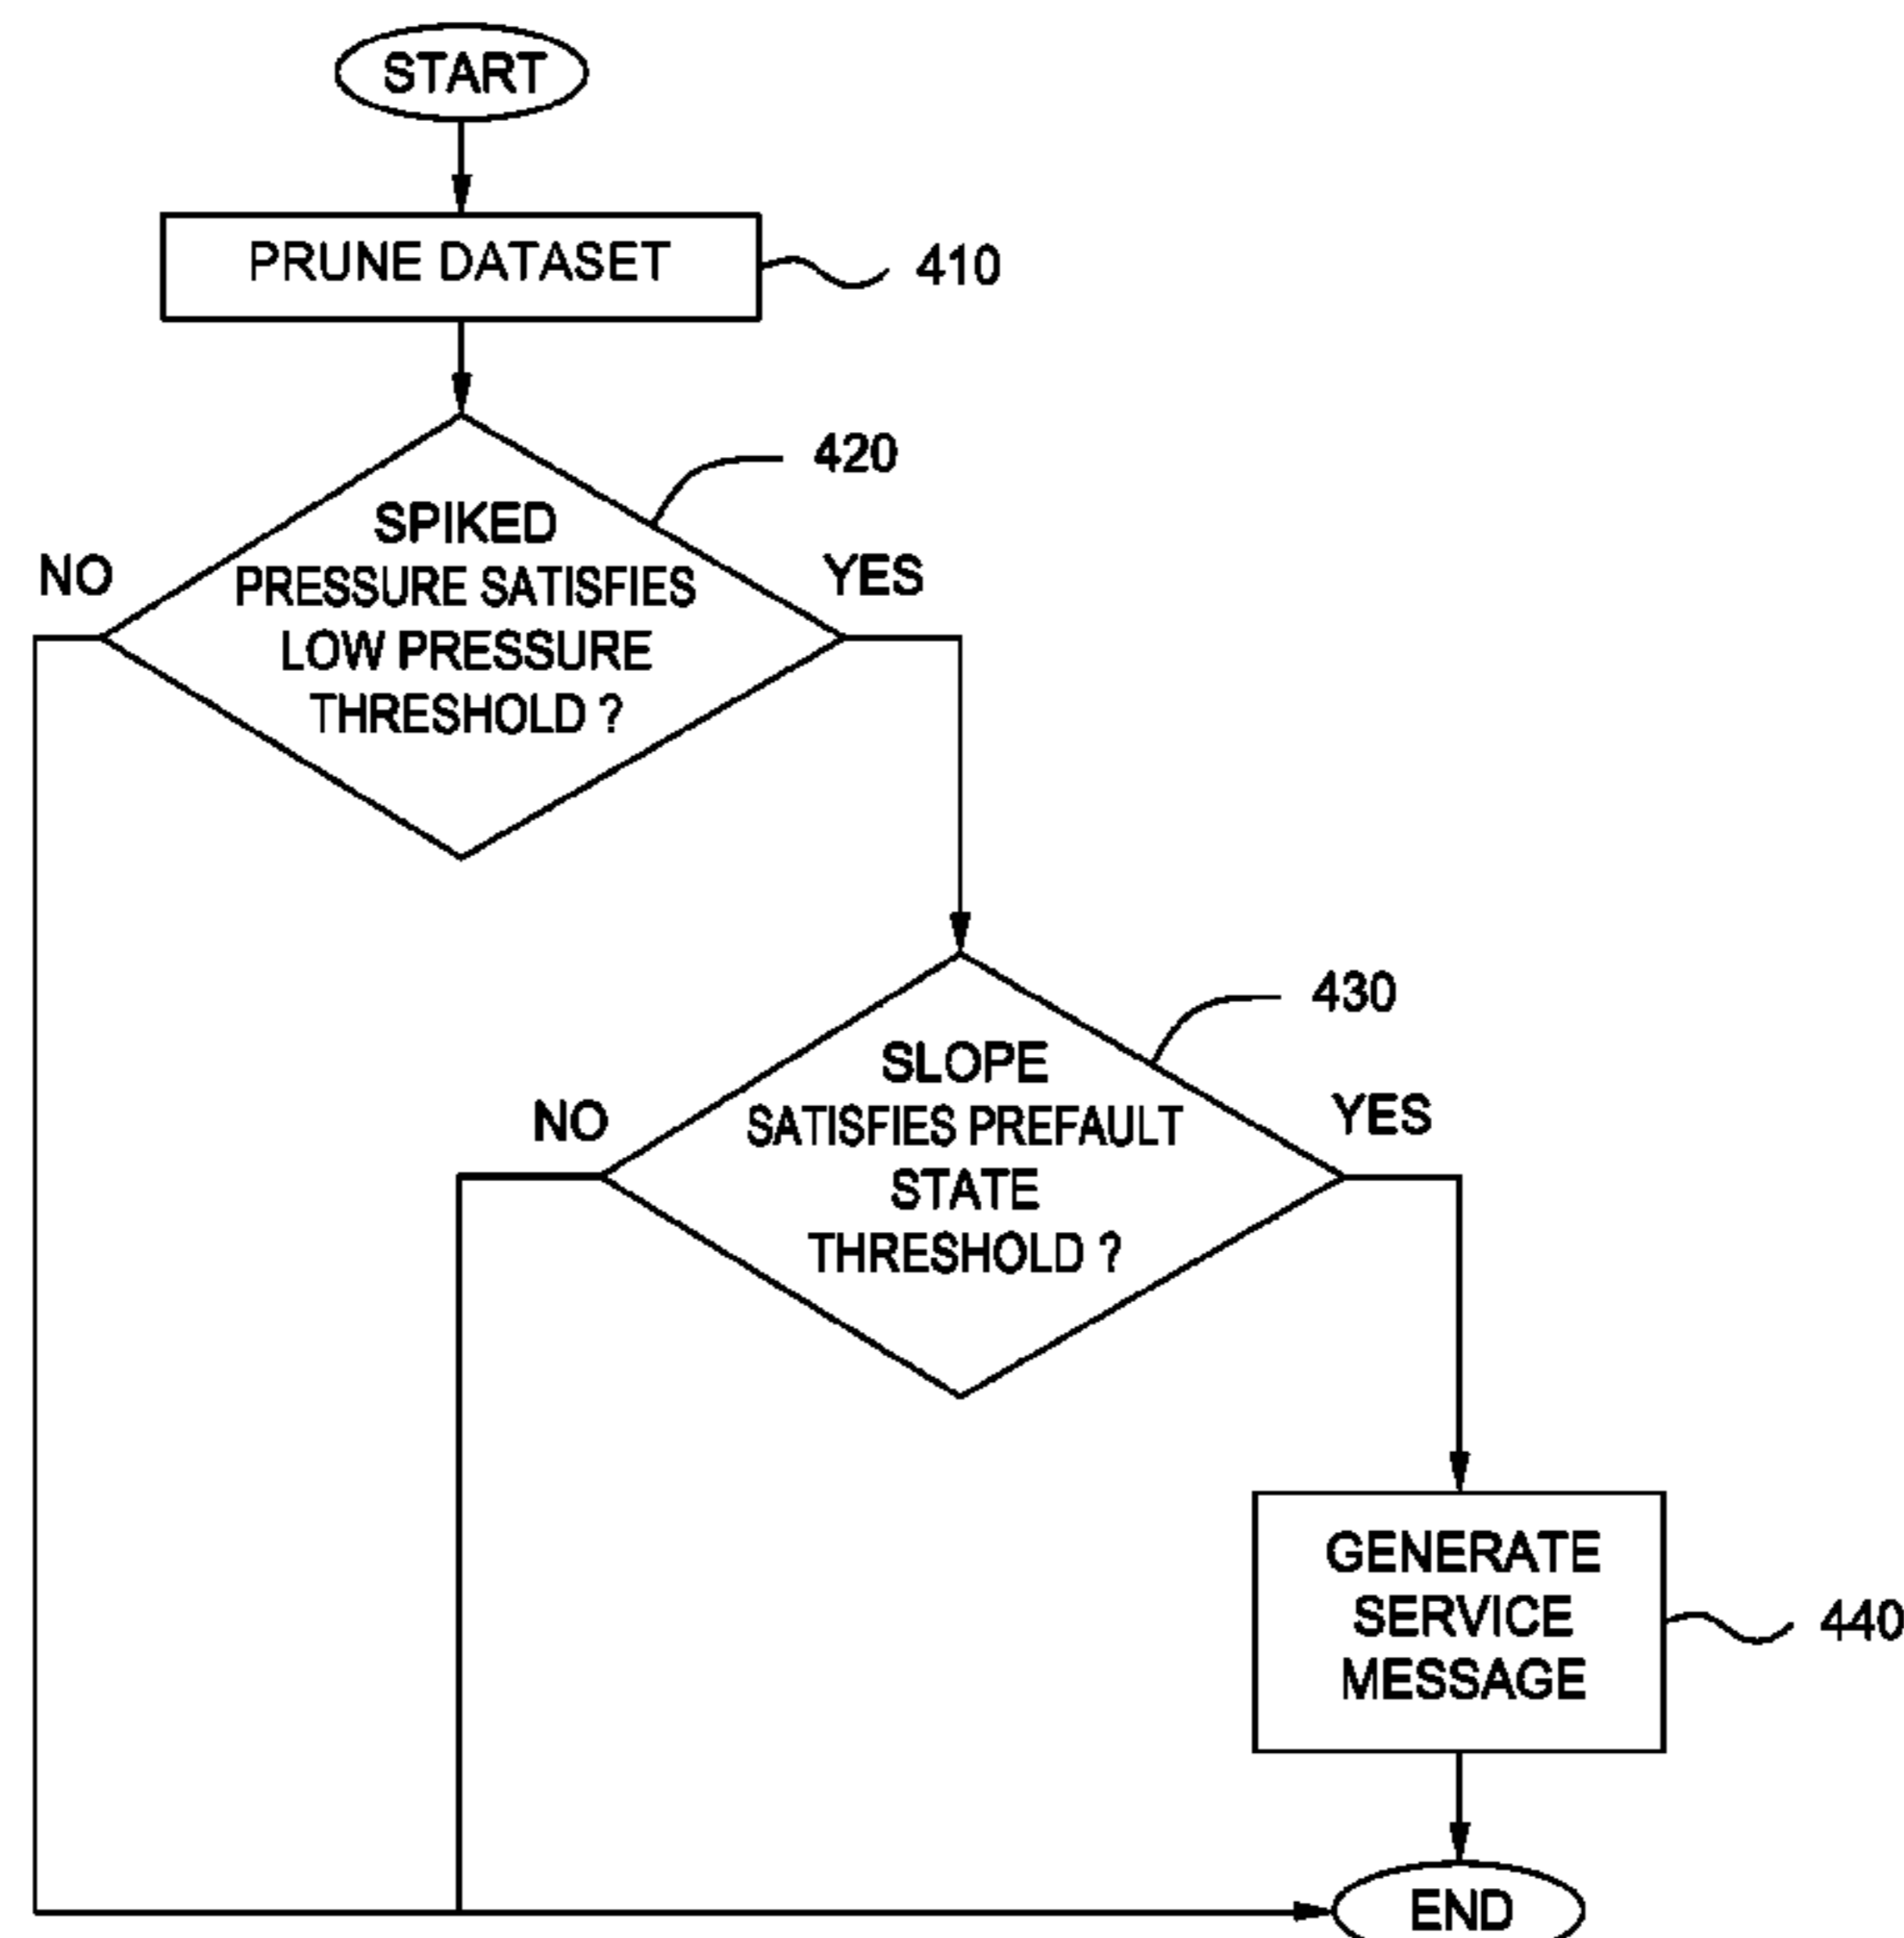 START
PRUNE DATASET
410
420
SPIKED
PRESSURE SATISFIES
LOW PRESSURE
THRESHOLD ?
NO
YES
430
SLOPE
SATISFIES PREFAULT
STATE
THRESHOLD ?
NO
YES
GENERATE
SERVICE
MESSAGE
440
END